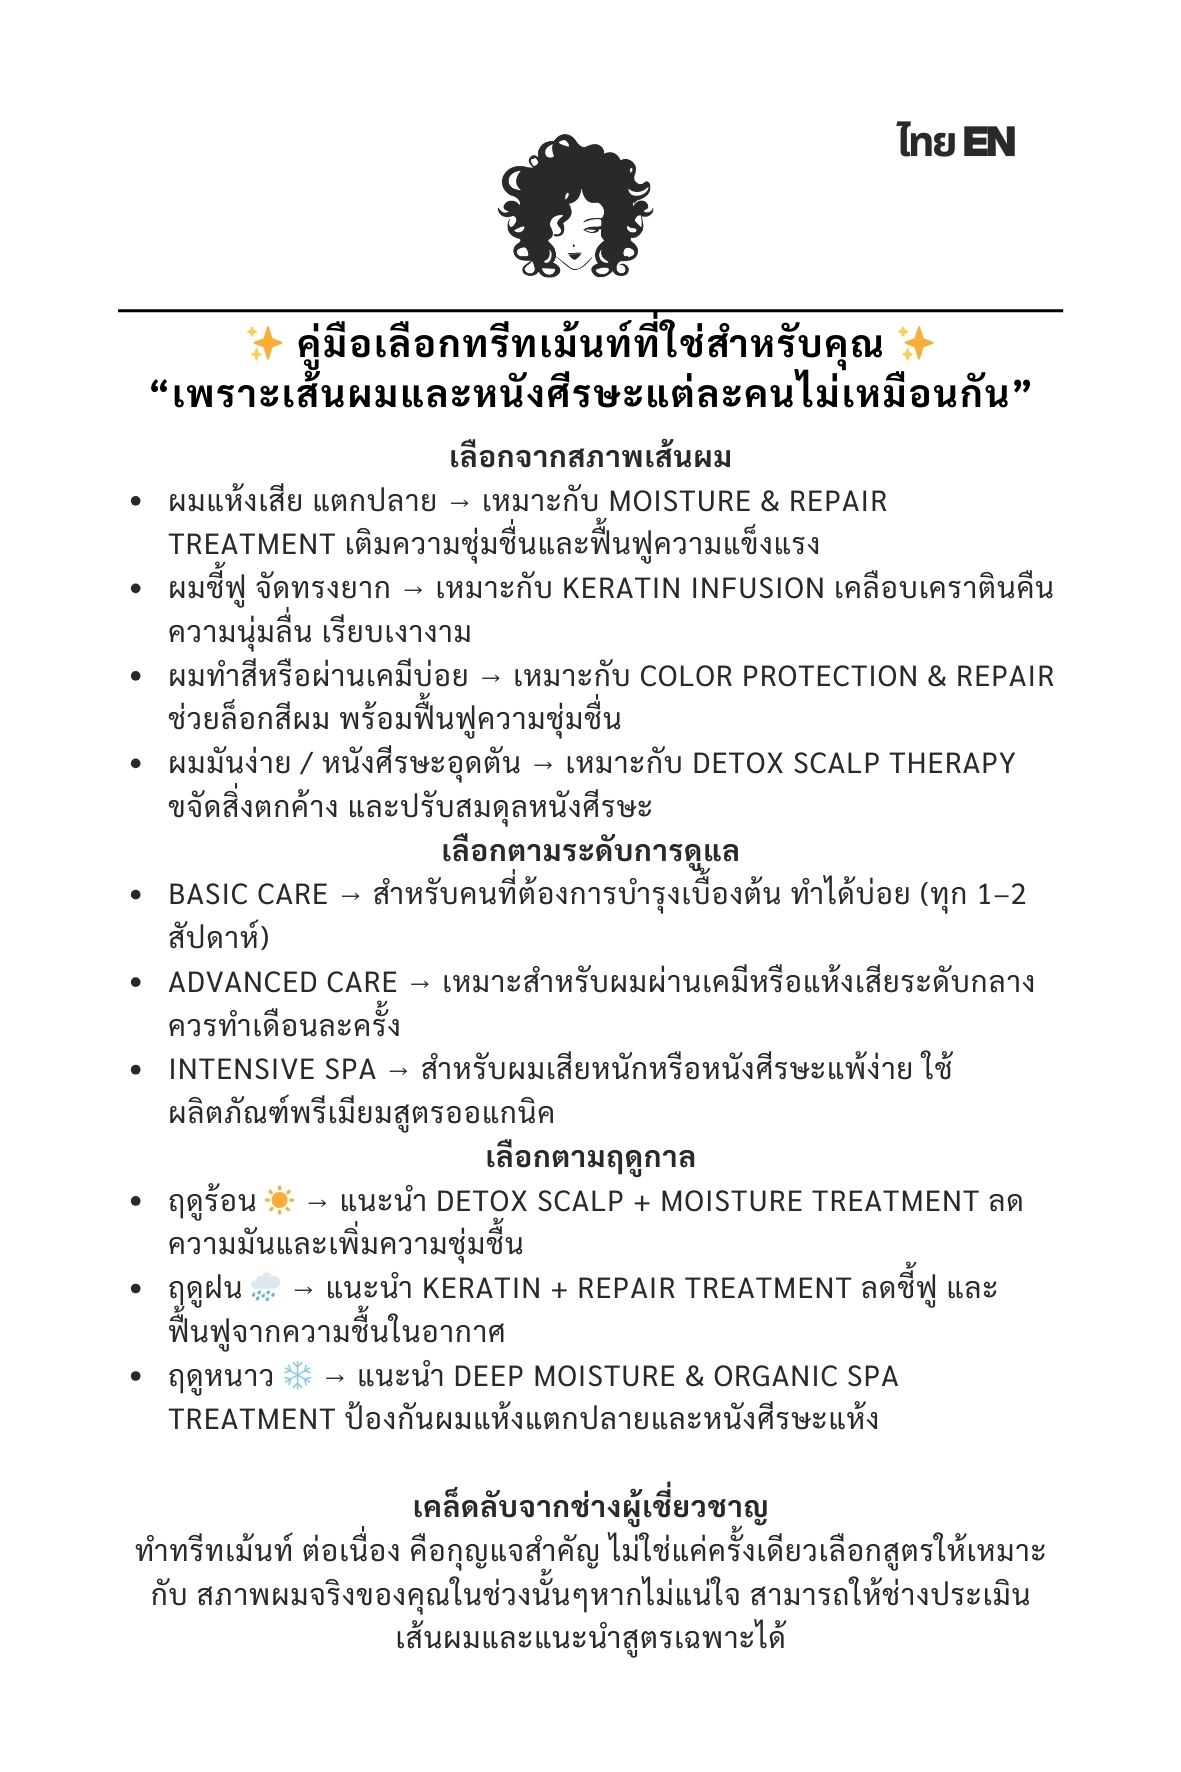 ไทย EN
✨ คู่มือเลือกทรีทเม้นท์ที่ใช่สำหรับคุณ ✨
“เพราะเส้นผมและหนังศีรษะแต่ละคนไม่เหมือนกัน”
เลือกจากสภาพเส้นผม
• ผมแห้งเสีย แตกปลาย → เหมาะกับ MOISTURE & REPAIR
TREATMENT เติมความชุ่มชื่นและฟื้นฟูความแข็งแรง
• ผมชี้ฟู จัดทรงยาก → เหมาะกับ KERATIN INFUSION เคลือบเคราตินคืน
ความนุ่มลื่น เรียบเงางาม
• ผมทำสีหรือผ่านเคมีบ่อย → เหมาะกับ COLOR PROTECTION & REPAIR
ช่วยล็อกสีผม พร้อมฟื้นฟูความชุ่มชื่น
• ผมมันง่าย / หนังศีรษะอุดตัน → เหมาะกับ DETOX SCALP THERAPY
ขจัดสิ่งตกค้าง และปรับสมดุลหนังศีรษะ
เลือกตามระดับการดูแล
• BASIC CARE → สำหรับคนที่ต้องการบำรุงเบื้องต้น ทำได้บ่อย (ทุก 1–2
สัปดาห์)
• ADVANCED CARE → เหมาะสำหรับผมผ่านเคมีหรือแห้งเสียระดับกลาง
ควรทำเดือนละครั้ง
• INTENSIVE SPA → สำหรับผมเสียหนักหรือหนังศีรษะแพ้ง่าย ใช้
ผลิตภัณฑ์พรีเมียมสูตรออแกนิค
เลือกตามฤดูกาล
• ฤดูร้อน ☀️ → แนะนำ DETOX SCALP + MOISTURE TREATMENT ลด
ความมันและเพิ่มความชุ่มชื้น
• ฤดูฝน 🌧️ → แนะนำ KERATIN + REPAIR TREATMENT ลดชี้ฟู และ
ฟื้นฟูจากความชื้นในอากาศ
• ฤดูหนาว ❄️ → แนะนำ DEEP MOISTURE & ORGANIC SPA
TREATMENT ป้องกันผมแห้งแตกปลายและหนังศีรษะแห้ง
เคล็ดลับจากช่างผู้เชี่ยวชาญ
ทำทรีทเม้นท์ ต่อเนื่อง คือกุญแจสำคัญ ไม่ใช่แค่ครั้งเดียวเลือกสูตรให้เหมาะ
กับ สภาพผมจริงของคุณในช่วงนั้นๆหากไม่แน่ใจ สามารถให้ช่างประเมิน
เส้นผมและแนะนำสูตรเฉพาะได้